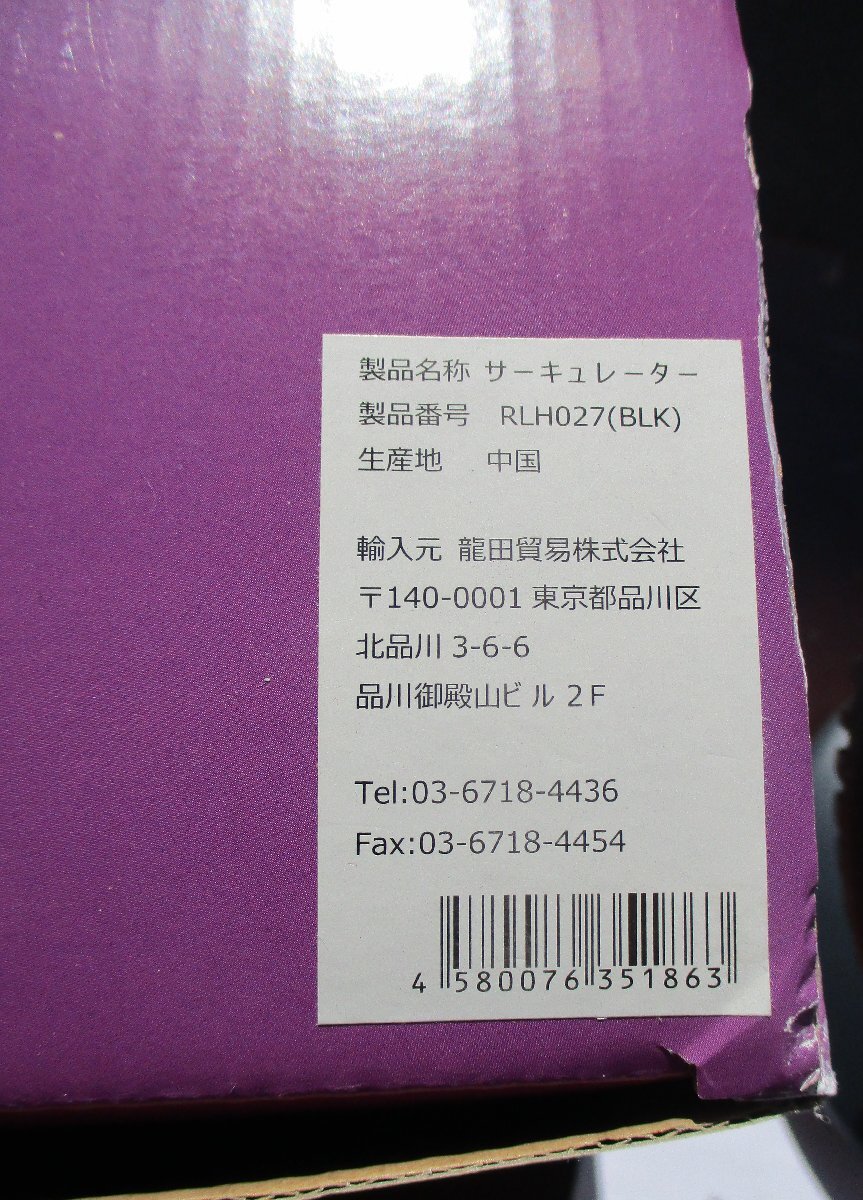 製品名称 サーキュレーター
製品番号 RLH027(BLK)
生産地 中国
輸入元 龍田貿易株式会社
〒140-0001 東京都品川区
北品川 3-6-6
品川御殿山ビル 2F
Tel:03-6718-4436
Fax:03-6718-4454
4 580076 351863